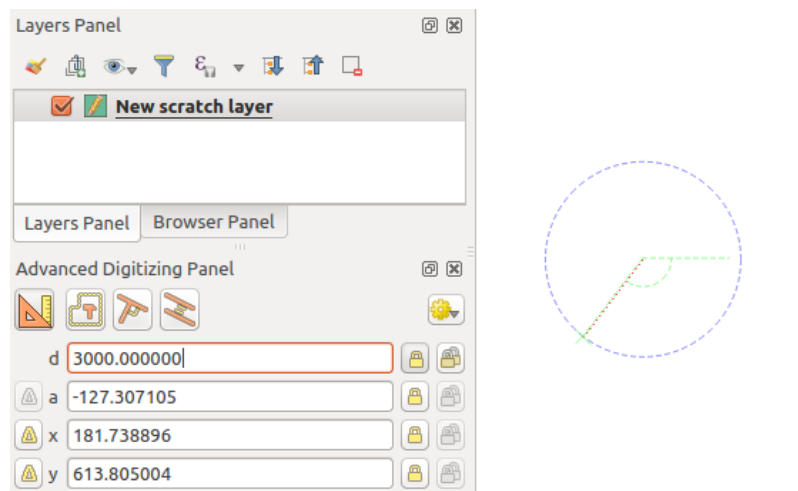 Layers Panel
New scratch layer
Layers Panel Browser Panel
Advanced Digitizing Panel
d 3000.000000
a -127.307105
x 181.738896
y 613.805004